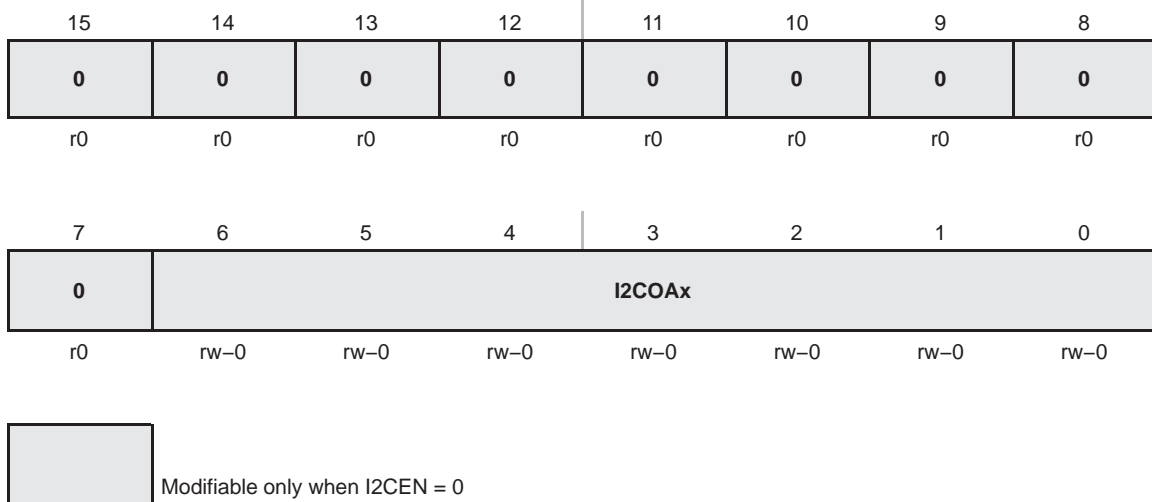 15 14 13 12 11 10 9 8
0 0 0 0 0 0 0 0
r0 r0 r0 r0 r0 r0 r0 r0
7 6 5 4 3 2 1 0
0 I2COAx
r0 rw−0 rw−0 rw−0 rw−0 rw−0 rw−0 rw−0
Modifiable only when I2CEN = 0